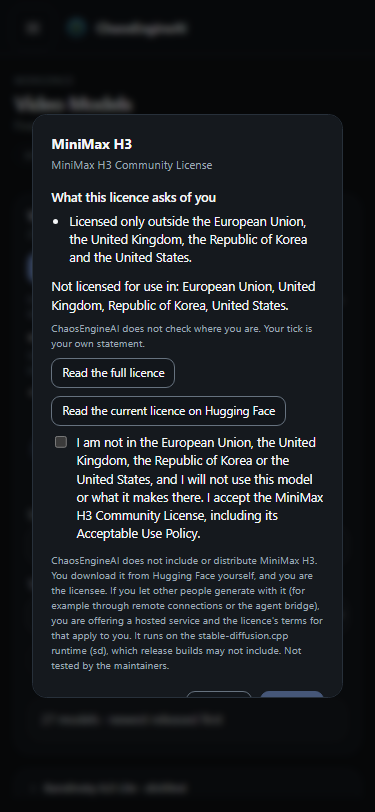 ChaosEngineAI
Video Models
MiniMax H3
MiniMax H3 Community License
What this licence asks of you
• Licensed only outside the European Union,
the United Kingdom, the Republic of Korea
and the United States.
Not licensed for use in: European Union, United
Kingdom, Republic of Korea, United States.
ChaosEngineAI does not check where you are. Your tick is
your own statement.
Read the full licence
Read the current licence on Hugging Face
I am not in the European Union, the United
Kingdom, the Republic of Korea or the
United States, and I will not use this model
or what it makes there. I accept the MiniMax
H3 Community License, including its
Acceptable Use Policy.
ChaosEngineAI does not include or distribute MiniMax H3.
You download it from Hugging Face yourself, and you are
the licensee. If you let other people generate with it (for
example through remote connections or the agent bridge),
you are offering a hosted service and the licence's terms for
that apply to you. It runs on the stable-diffusion.cpp
runtime (sd), which release builds may not include. Not
tested by the maintainers.